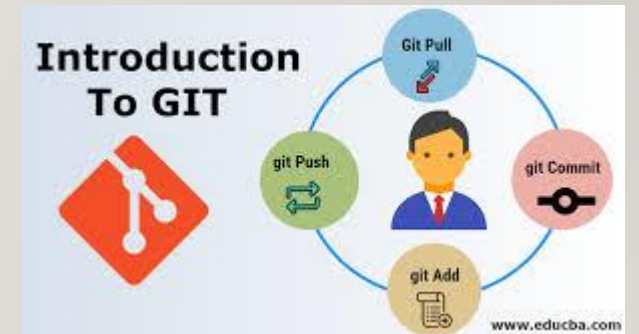 Introduction
To GIT
Git Pull
git Push
git Commit
git Add
www.educba.com